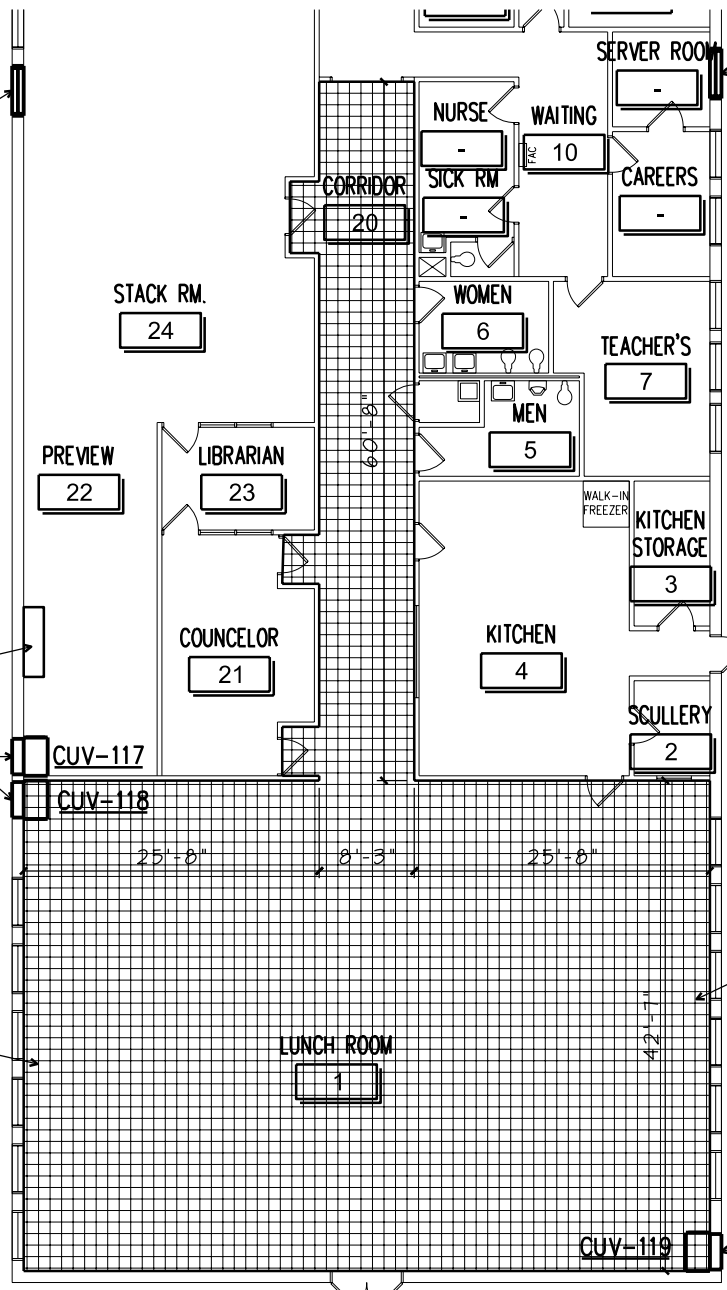 SERVER ROOM
-
NURSE
-
WAITING
10
FAC
SICK RM
-
CAREERS
-
CORRIDOR
20
STACK RM.
24
WOMEN
6
TEACHER'S
7
60'-8"
MEN
5
PREVIEW
22
LIBRARIAN
23
WALK-IN
FREEZER
KITCHEN
STORAGE
3
COUNCELOR
21
KITCHEN
4
SCULLERY
2
CUV-117
CUV-118
25'-8"
8'-3"
25'-8"
42'-7"
LUNCH ROOM
1
CUV-119